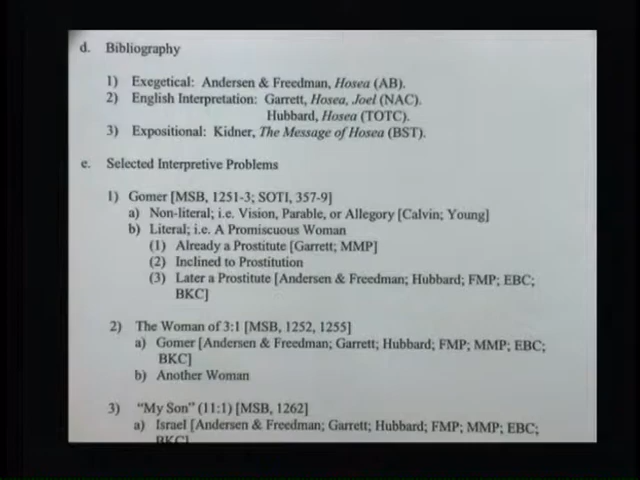 d. Bibliography
1) Exegetical: Andersen & Freedman, Hosea (AB).
2) English Interpretation: Garrett, Hosea, Joel (NAC).
Hubbard, Hosea (TOTC).
3) Expositional: Kidner, The Message of Hosea (BST).
e. Selected Interpretive Problems
1) Gomer [MSB, 1251-3; SOTI, 357-9]
a) Non-literal; i.e. Vision, Parable, or Allegory [Calvin; Young]
b) Literal; i.e. A Promiscuous Woman
(1) Already a Prostitute [Garrett; MMP]
(2) Inclined to Prostitution
(3) Later a Prostitute [Andersen & Freedman; Hubbard; FMP; EBC;
BKC]
2) The Woman of 3:1 [MSB, 1252, 1255]
a) Gomer [Andersen & Freedman; Garrett; Hubbard; FMP; MMP; EBC;
BKC]
b) Another Woman
3) "My Son" (11:1) [MSB, 1262]
a) Israel [Andersen & Freedman; Garrett; Hubbard; FMP; MMP; EBC;
BKC]